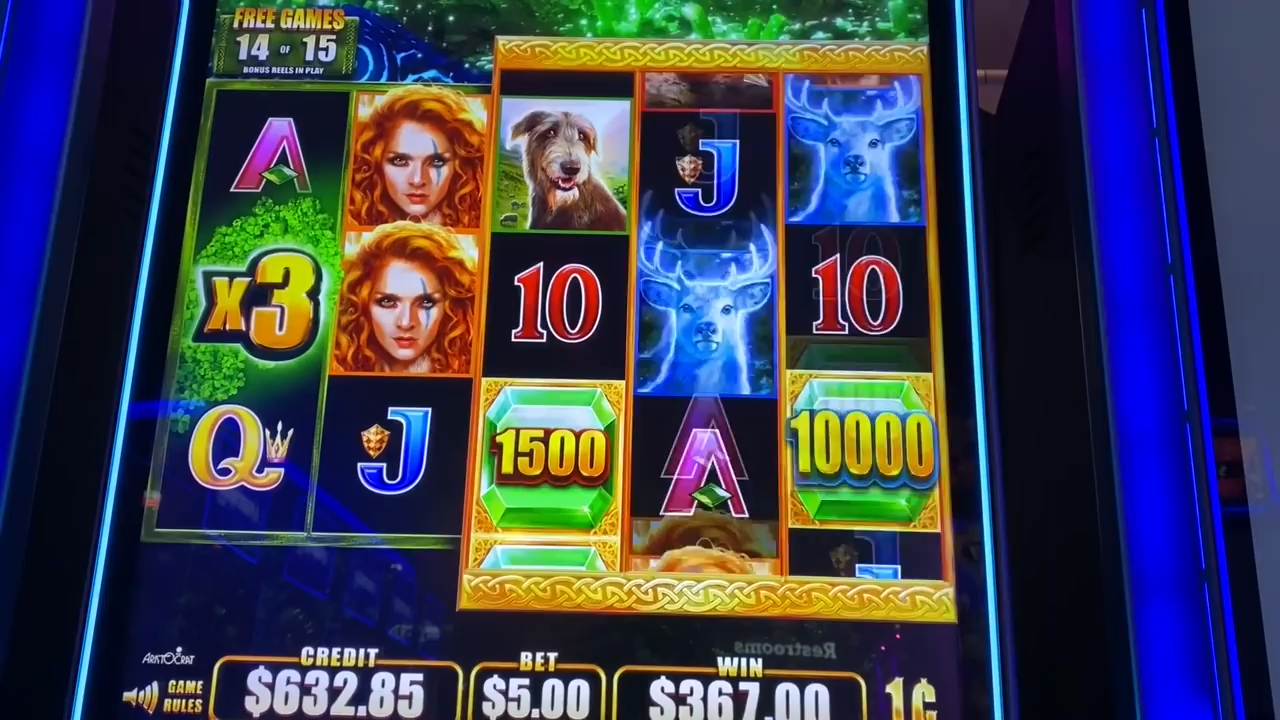 FREE GAMES
14 OF 15
BONUS REELS IN PLAY
A
J
x3
10
10
Q
J
1500
A
10000
J
Restrooms
ARISTOCRAT
GAME RULES
CREDIT
$632.85
BET
$5.00
WIN
$367.00
1¢